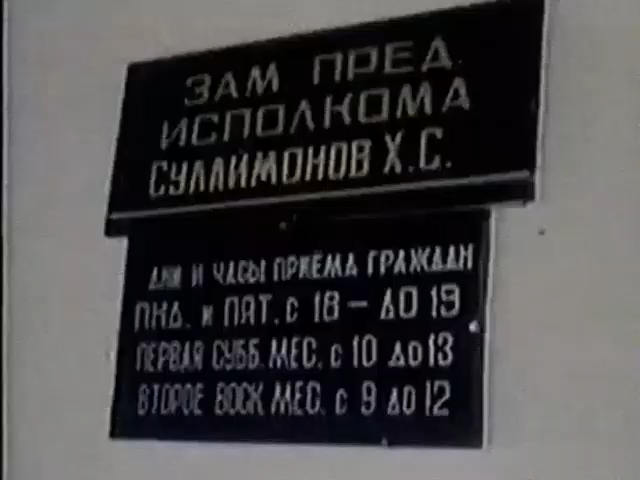 ЗАМ ПРЕД
ИСПОЛКОМА
СУЛАЙМОНОВ Х.С.
ДНИ И ЧАСЫ ПРИЁМА ГРАЖДАН
ПНД. и ПЯТ. с 18 – ДО 19
ПЕРВАЯ СУББ. МЕС. с 10 до 13
ВТОРОЕ ВОСК МЕС. с 9 до 12